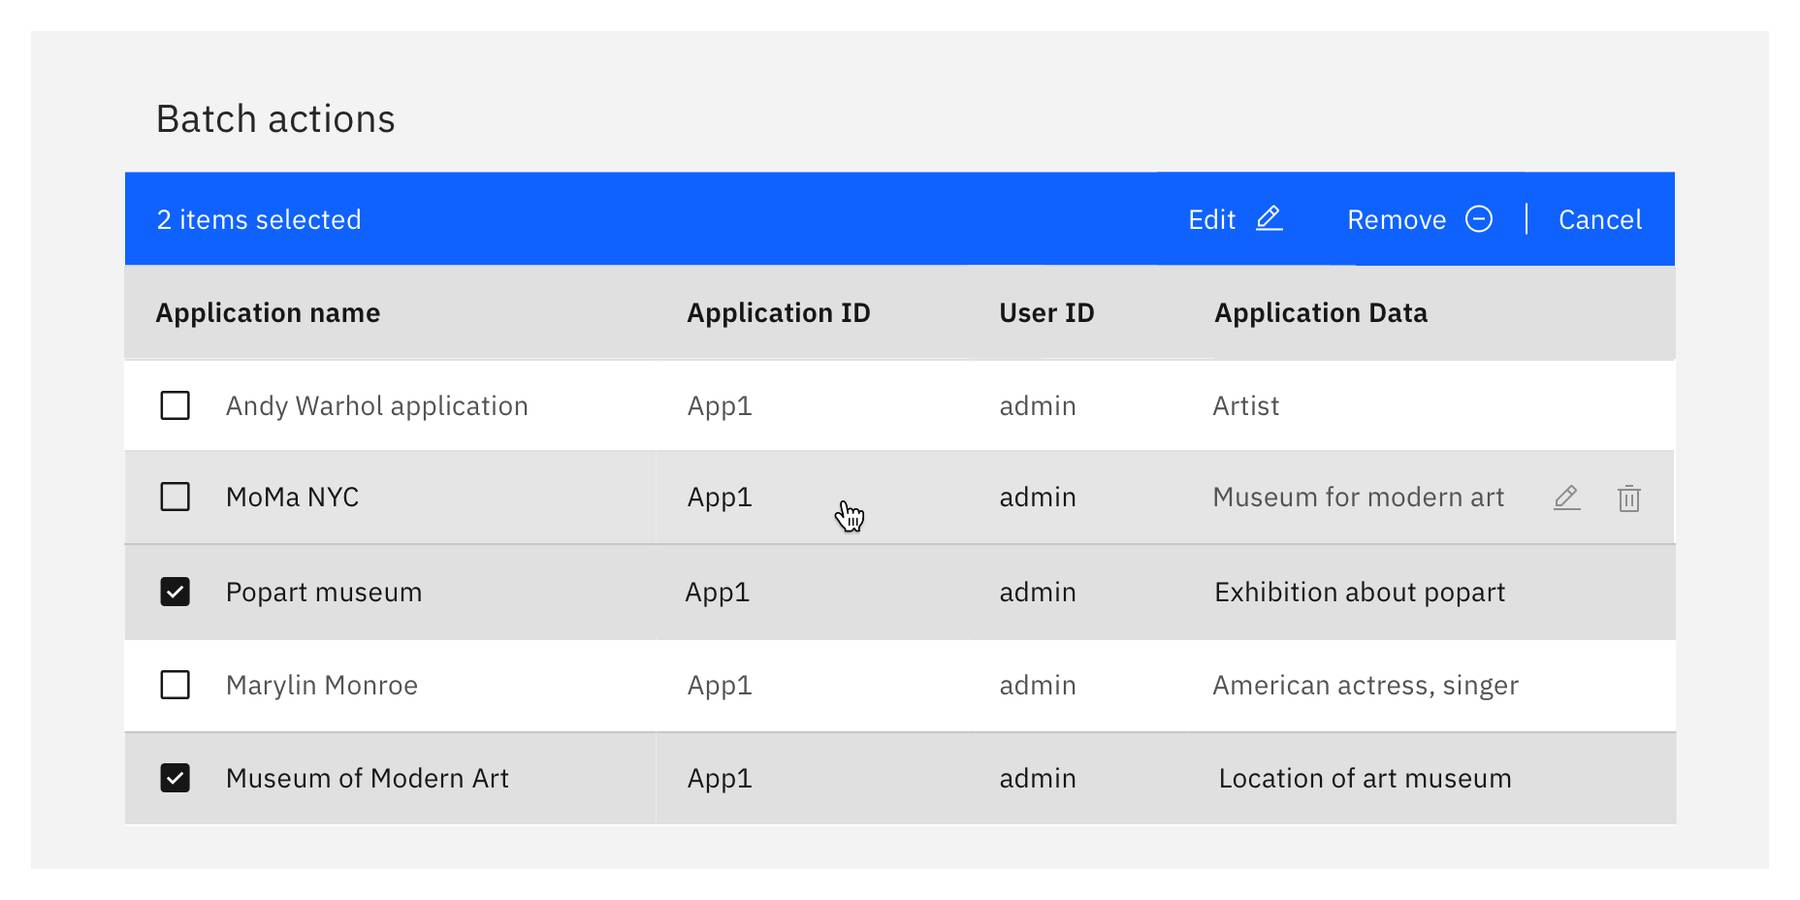 Batch actions
2 items selected Edit Remove | Cancel
Application name Application ID User ID Application Data
Andy Warhol application App1 admin Artist
MoMa NYC App1 admin Museum for modern art
Popart museum App1 admin Exhibition about popart
Marylin Monroe App1 admin American actress, singer
Museum of Modern Art App1 admin Location of art museum